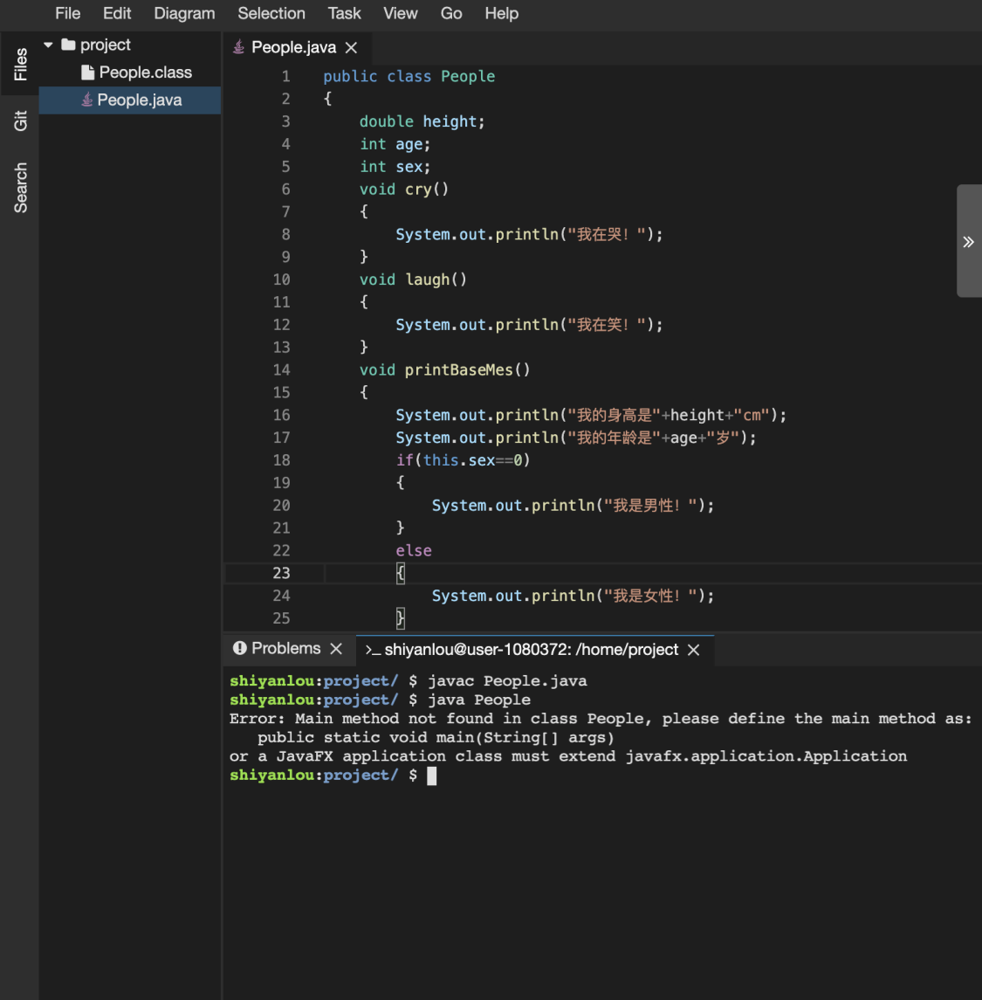 File Edit Diagram Selection Task View Go Help
Files
Git
Search
project
People.class
People.java
People.java
1 public class People
2 {
3 double height;
4 int age;
5 int sex;
6 void cry()
7 {
8 System.out.println("我在哭！");
9 }
10 void laugh()
11 {
12 System.out.println("我在笑！");
13 }
14 void printBaseMes()
15 {
16 System.out.println("我的身高是"+height+"cm");
17 System.out.println("我的年龄是"+age+"岁");
18 if(this.sex==0)
19 {
20 System.out.println("我是男性！");
21 }
22 else
23 {
24 System.out.println("我是女性！");
25 }
Problems >_ shiyanlou@user-1080372: /home/project
shiyanlou:project/ $ javac People.java
shiyanlou:project/ $ java People
Error: Main method not found in class People, please define the main method as:
public static void main(String[] args)
or a JavaFX application class must extend javafx.application.Application
shiyanlou:project/ $